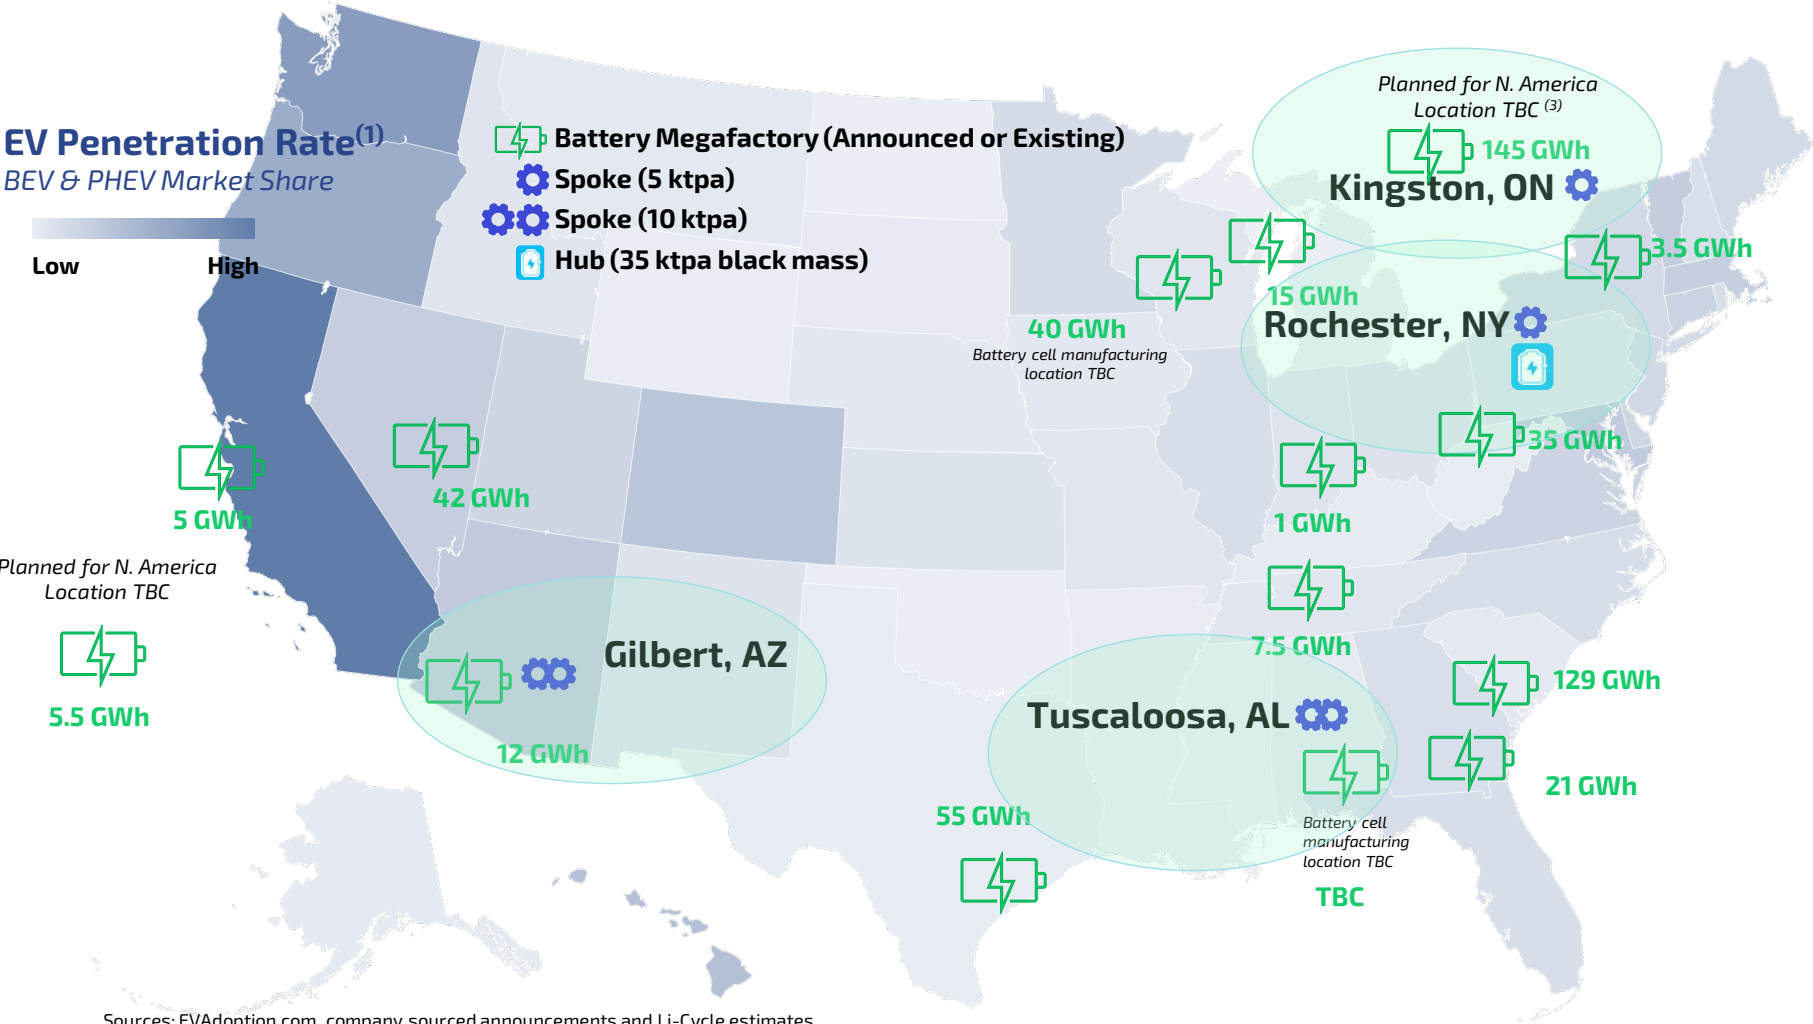 EV Penetration Rate(1)
BEV & PHEV Market Share
Low High
Battery Megafactory (Announced or Existing)
Spoke (5 ktpa)
Spoke (10 ktpa)
Hub (35 ktpa black mass)
Planned for N. America
Location TBC (3)
145 GWh
Kingston, ON
3.5 GWh
15 GWh
Rochester, NY
40 GWh
Battery cell manufacturing
location TBC
35 GWh
42 GWh
5 GWh
1 GWh
Planned for N. America
Location TBC
5.5 GWh
7.5 GWh
Gilbert, AZ
12 GWh
129 GWh
Tuscaloosa, AL
21 GWh
55 GWh
Battery cell
manufacturing
location TBC
TBC
Sources: EVAdoption.com, company sourced announcements and Li-Cycle estimates